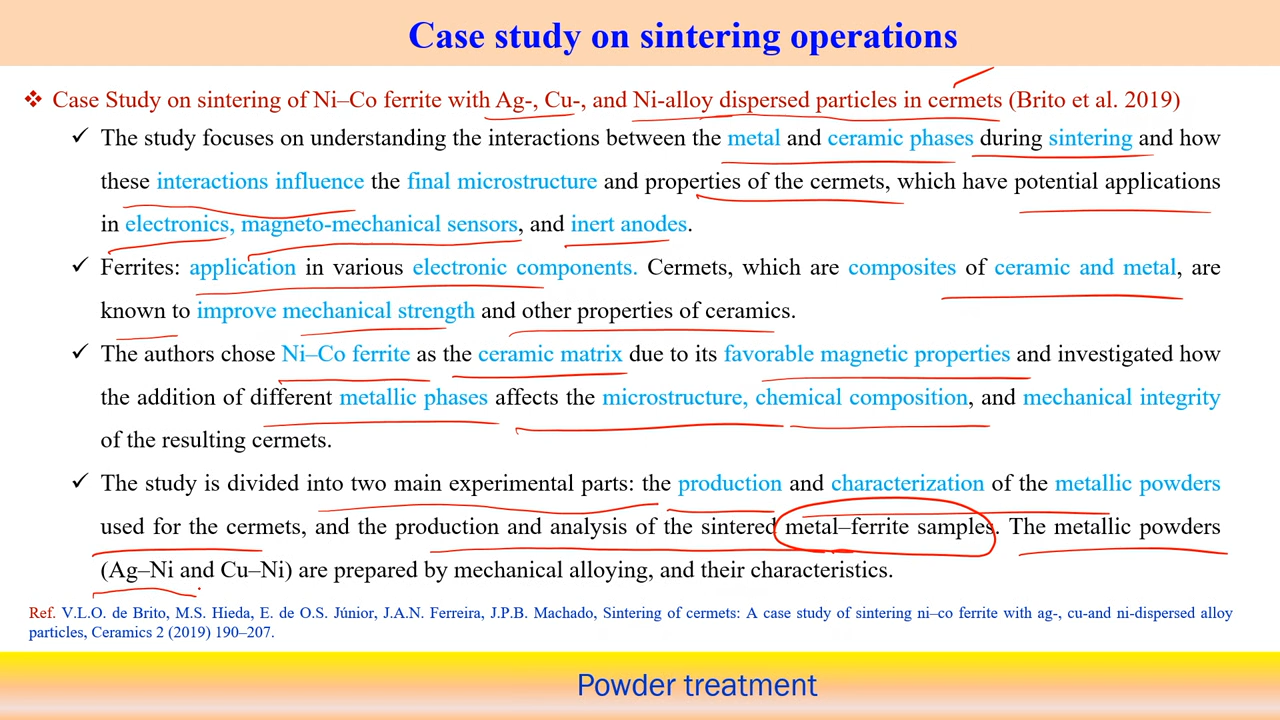 Case study on sintering operations
❖ Case Study on sintering of Ni–Co ferrite with Ag-, Cu-, and Ni-alloy dispersed particles in cermets (Brito et al. 2019)
✓ The study focuses on understanding the interactions between the metal and ceramic phases during sintering and how
these interactions influence the final microstructure and properties of the cermets, which have potential applications
in electronics, magneto-mechanical sensors, and inert anodes.
✓ Ferrites: application in various electronic components. Cermets, which are composites of ceramic and metal, are
known to improve mechanical strength and other properties of ceramics.
✓ The authors chose Ni–Co ferrite as the ceramic matrix due to its favorable magnetic properties and investigated how
the addition of different metallic phases affects the microstructure, chemical composition, and mechanical integrity
of the resulting cermets.
✓ The study is divided into two main experimental parts: the production and characterization of the metallic powders
used for the cermets, and the production and analysis of the sintered metal–ferrite samples. The metallic powders
(Ag–Ni and Cu–Ni) are prepared by mechanical alloying, and their characteristics.
Ref. V.L.O. de Brito, M.S. Hieda, E. de O.S. Júnior, J.A.N. Ferreira, J.P.B. Machado, Sintering of cermets: A case study of sintering ni–co ferrite with ag-, cu-and ni-dispersed alloy
particles, Ceramics 2 (2019) 190–207.
Powder treatment